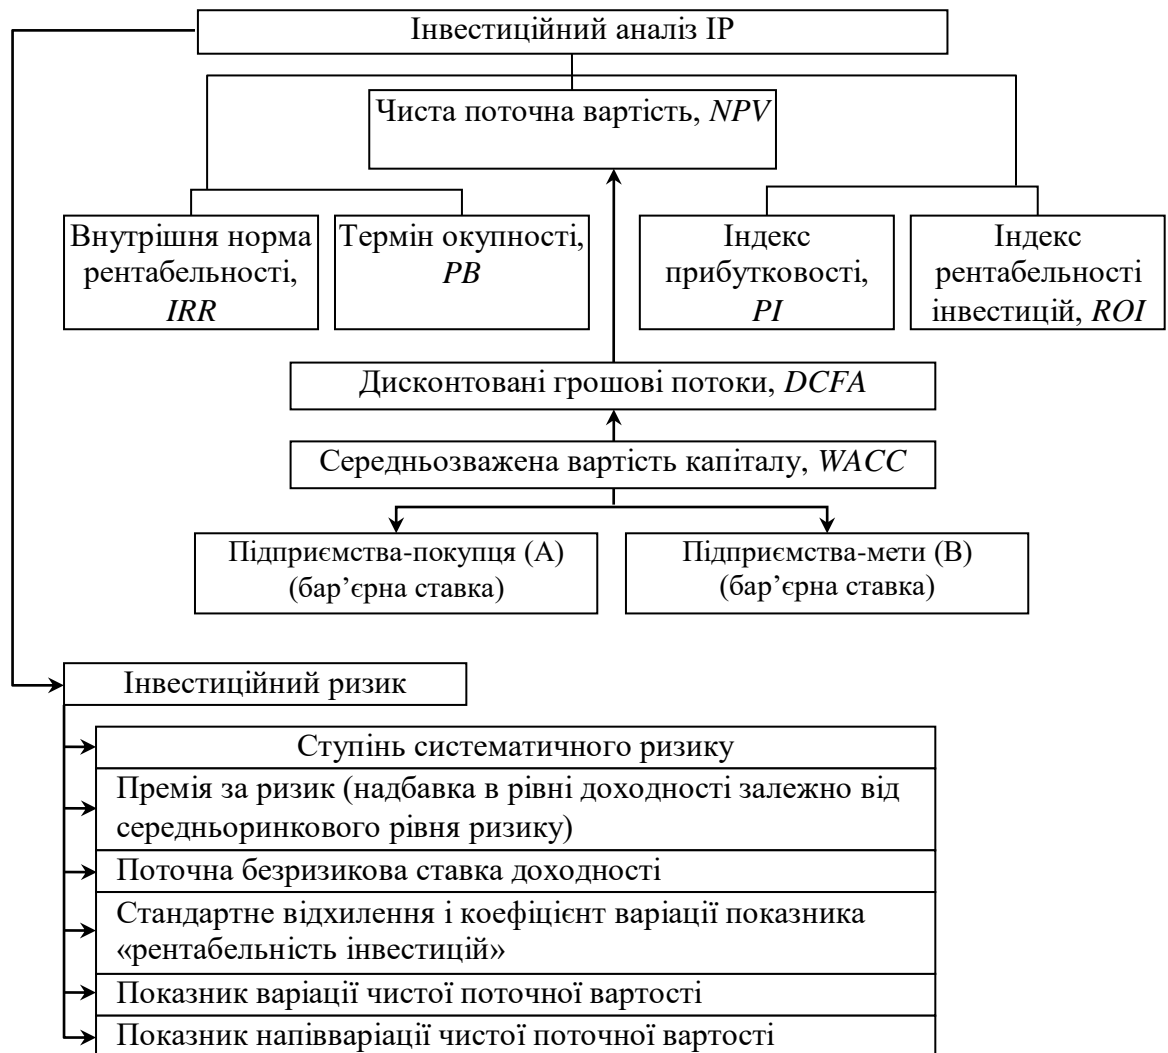 Інвестиційний аналіз ІР
Чиста поточна вартість, NPV
Внутрішня норма
рентабельності,
IRR
Термін окупності,
PB
Індекс
прибутковості,
PI
Індекс
рентабельності
інвестицій, ROI
Дисконтовані грошові потоки, DCFA
Середньозважена вартість капіталу, WACC
Підприємства-покупця (А)
(бар’єрна ставка)
Підприємства-мети (В)
(бар’єрна ставка)
Інвестиційний ризик
Ступінь систематичного ризику
Премія за ризик (надбавка в рівні доходності залежно від
середньоринкового рівня ризику)
Поточна безризикова ставка доходності
Стандартне відхилення і коефіцієнт варіації показника
«рентабельність інвестицій»
Показник варіації чистої поточної вартості
Показник напівваріації чистої поточної вартості